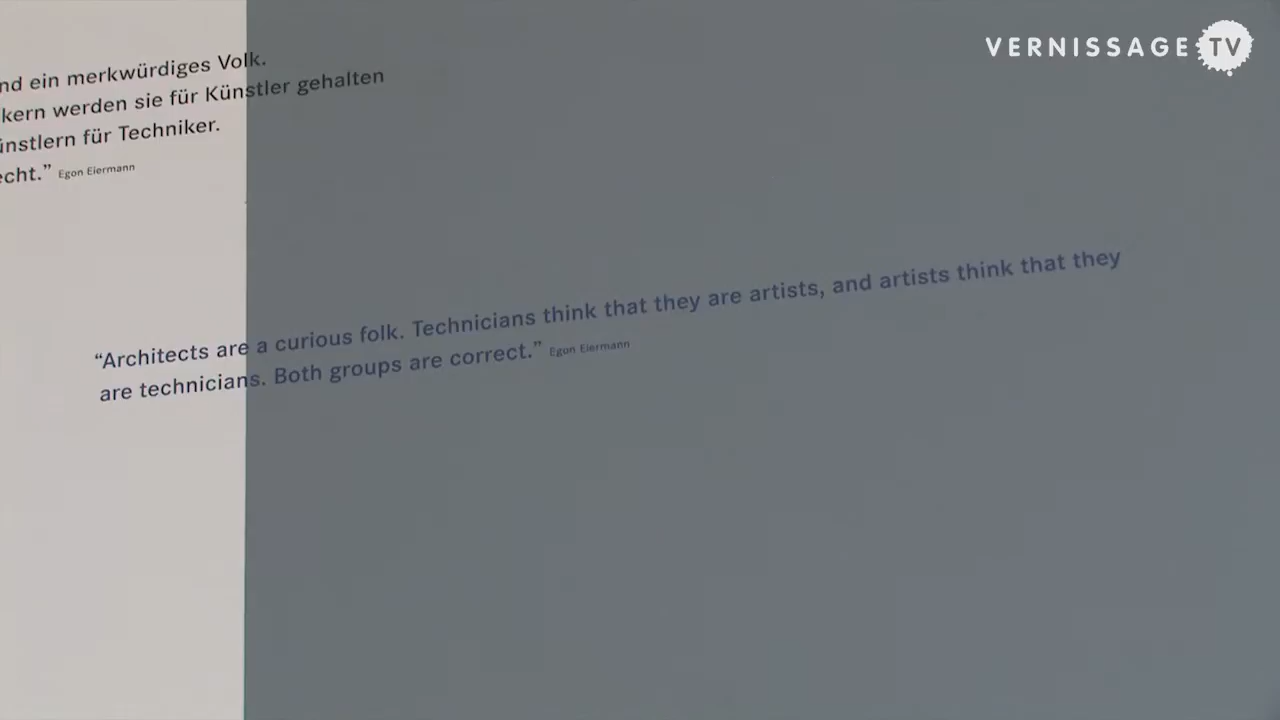 VERNISSAGE TV
nd ein merkwürdiges Volk.
kern werden sie für Künstler gehalten
ünstlern für Techniker.
echt.” Egon Eiermann
“Architects are a curious folk. Technicians think that they are artists, and artists think that they
are technicians. Both groups are correct.” Egon Eiermann